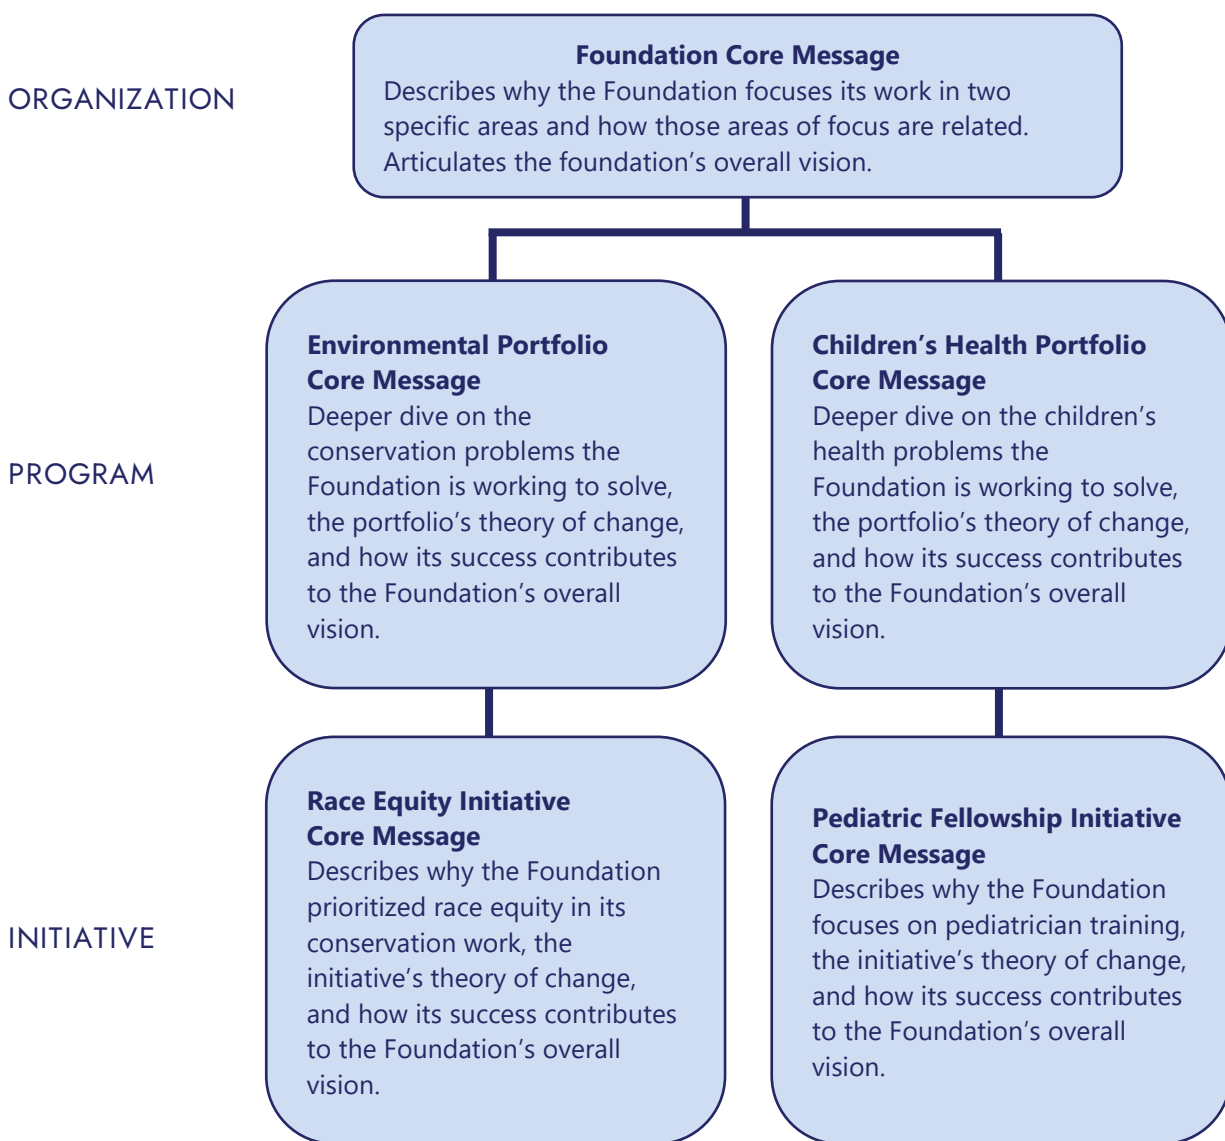 ORGANIZATION
Foundation Core Message
Describes why the Foundation focuses its work in two
specific areas and how those areas of focus are related.
Articulates the foundation’s overall vision.
PROGRAM
Environmental Portfolio
Core Message
Deeper dive on the
conservation problems the
Foundation is working to solve,
the portfolio’s theory of change,
and how its success contributes
to the Foundation’s overall
vision.
Children’s Health Portfolio
Core Message
Deeper dive on the children’s
health problems the
Foundation is working to solve,
the portfolio’s theory of change,
and how its success contributes
to the Foundation’s overall
vision.
INITIATIVE
Race Equity Initiative
Core Message
Describes why the Foundation
prioritized race equity in its
conservation work, the
initiative’s theory of change,
and how its success contributes
to the Foundation’s overall
vision.
Pediatric Fellowship Initiative
Core Message
Describes why the Foundation
focuses on pediatrician training,
the initiative’s theory of change,
and how its success contributes
to the Foundation’s overall
vision.